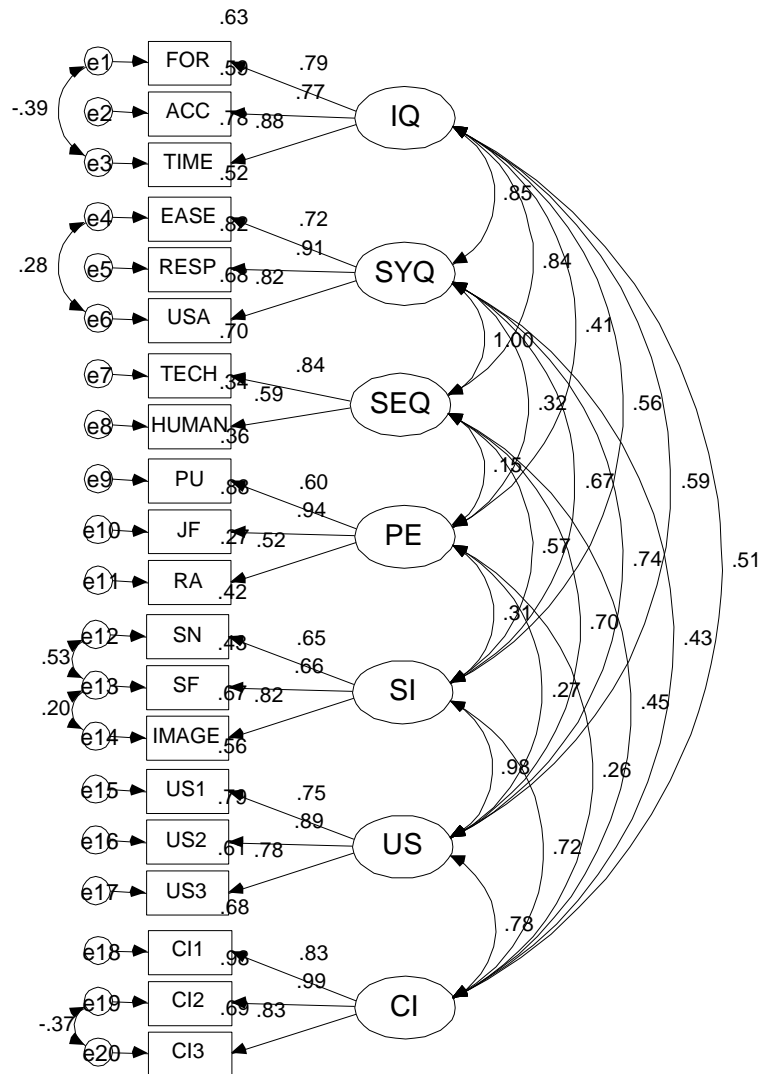 .63
e1 FOR .79
.59 .77
-.39 e2 ACC IQ
.78 .88
e3 TIME
.52 .85
e4 EASE .72
.82 .91 .84
.28 e5 RESP SYQ
.68 .82 .41
e6 USA
.70 1.00
e7 TECH .84
.34 .59 .32 .56
SEQ
e8 HUMAN
.36 .15
e9 PU .60 .67 .59
.88 .94
e10 JF PE
.27 .52 .57
e11 RA .74 .51
.42 .31
e12 SN .65 .70 .43
.53 .43 .66
e13 SF SI .27
.20 .67 .82 .45
e14 IMAGE
.56 .98 .26
e15 US1 .75
.79 .89
e16 US2 US .72
.61 .78
e17 US3
.68 .78
e18 CI1 .83
.98 .99
e19 CI2 CI
-.37 .69 .83
e20 CI3